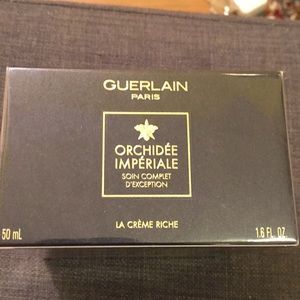 GUERLAIN
PARIS
ORCHIDÉE
IMPÉRIALE
SOIN COMPLET
D'EXCEPTION
LA CRÈME RICHE
50 mL
1.6 FL. OZ